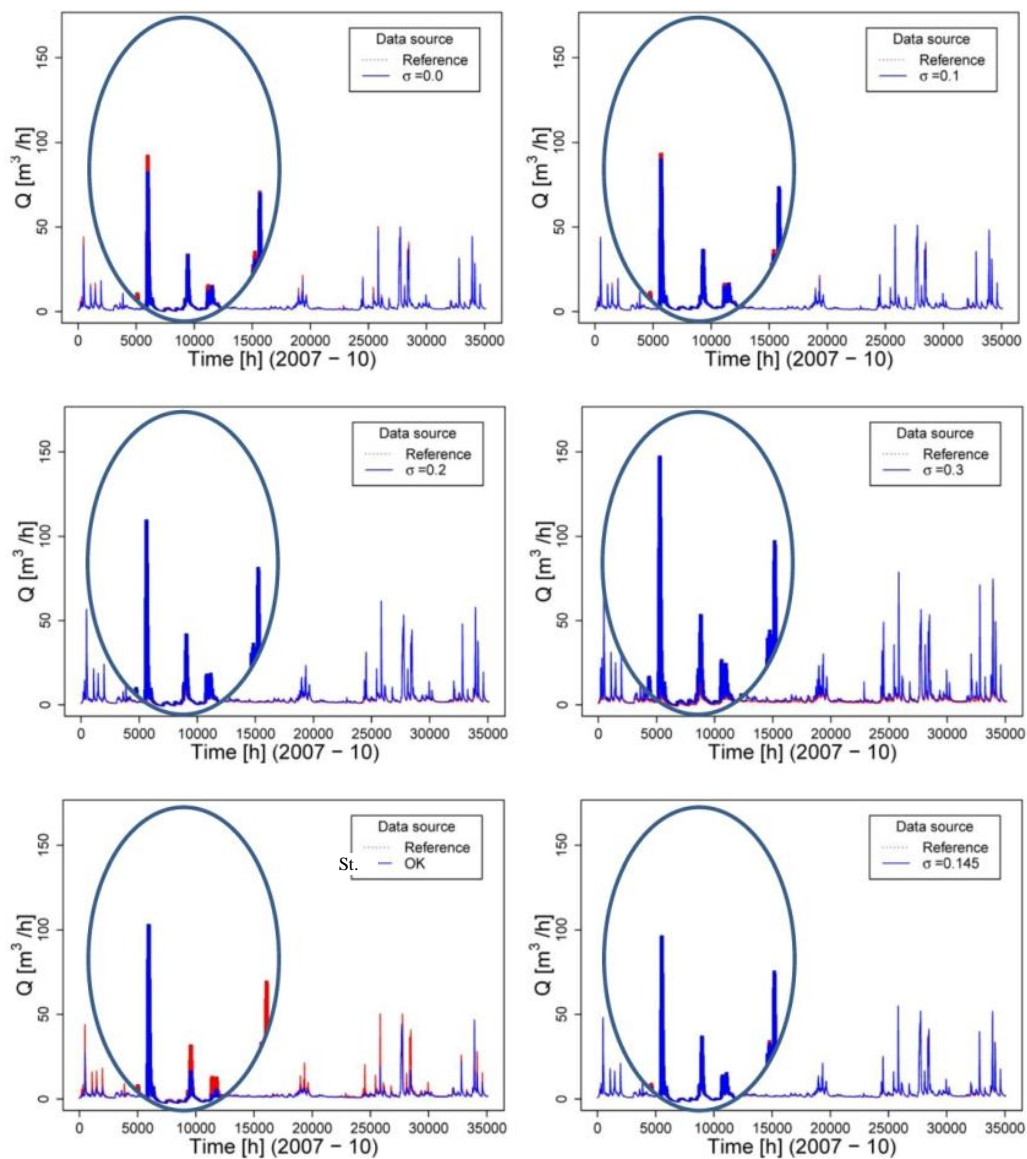 Data source
Reference
σ =0.0
Q [m³ /h]
150
100
50
0
0 5000 10000 15000 20000 25000 30000 35000
Time [h] (2007 − 10)
Data source
Reference
σ =0.1
Q [m³ /h]
150
100
50
0
0 5000 10000 15000 20000 25000 30000 35000
Time [h] (2007 − 10)
Data source
Reference
σ =0.2
Q [m³ /h]
150
100
50
0
0 5000 10000 15000 20000 25000 30000 35000
Time [h] (2007 − 10)
Data source
Reference
σ =0.3
Q [m³ /h]
150
100
50
0
0 5000 10000 15000 20000 25000 30000 35000
Time [h] (2007 − 10)
Data source
Reference
St. OK
Q [m³ /h]
150
100
50
0
0 5000 10000 15000 20000 25000 30000 35000
Time [h] (2007 − 10)
Data source
Reference
σ =0.145
Q [m³ /h]
150
100
50
0
0 5000 10000 15000 20000 25000 30000 35000
Time [h] (2007 − 10)